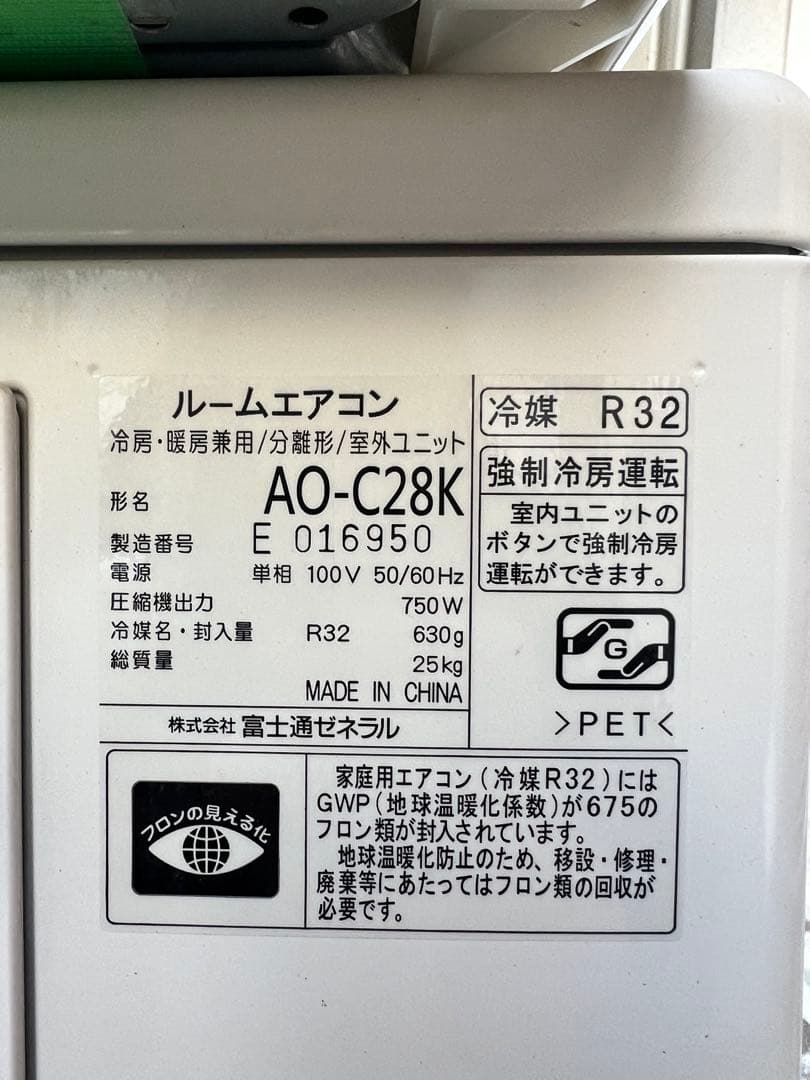 ルームエアコン
冷房・暖房兼用/分離形/室外ユニット
形名 AO-C28K
製造番号 E 016950
電源 単相 100V 50/60Hz
圧縮機出力 750W
冷媒名・封入量 R32 630g
総質量 25kg
MADE IN CHINA
株式会社 富士通ゼネラル
冷媒 R32
強制冷房運転
室内ユニットの
ボタンで強制冷房
運転ができます。
G
>PET<
フロンの見える化
家庭用エアコン(冷媒R32)には
GWP(地球温暖化係数)が675の
フロン類が封入されています。
地球温暖化防止のため、移設・修理・
廃棄等にあたってはフロン類の回収が
必要です。